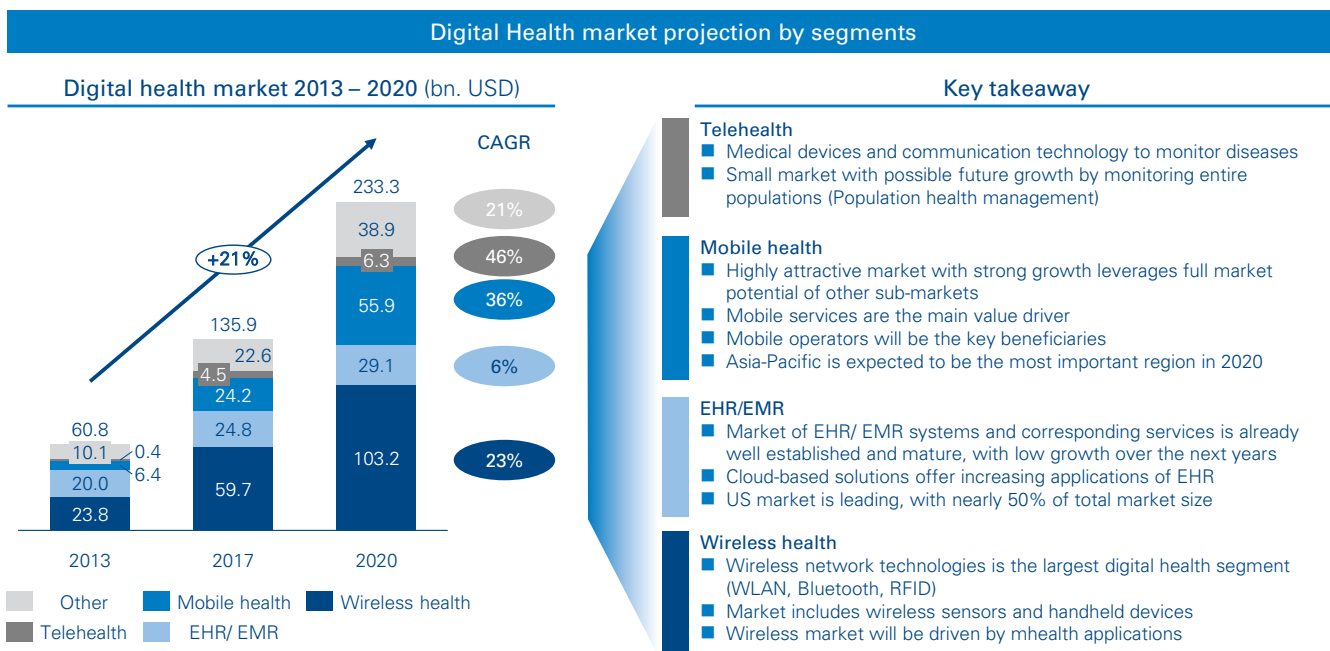 Digital Health market projection by segments
Digital health market 2013 – 2020 (bn. USD)
CAGR
233.3
21%
38.9
+21%
6.3
46%
55.9
36%
135.9
22.6
4.5
29.1
6%
24.2
60.8
24.8
10.1
0.4
103.2
23%
6.4
20.0
59.7
23.8
2013
2017
2020
Other
Mobile health
Wireless health
Telehealth
EHR/ EMR
Key takeaway
Telehealth
■ Medical devices and communication technology to monitor diseases
■ Small market with possible future growth by monitoring entire
populations (Population health management)
Mobile health
■ Highly attractive market with strong growth leverages full market
potential of other sub-markets
■ Mobile services are the main value driver
■ Mobile operators will be the key beneficiaries
■ Asia-Pacific is expected to be the most important region in 2020
EHR/EMR
■ Market of EHR/ EMR systems and corresponding services is already
well established and mature, with low growth over the next years
■ Cloud-based solutions offer increasing applications of EHR
■ US market is leading, with nearly 50% of total market size
Wireless health
■ Wireless network technologies is the largest digital health segment
(WLAN, Bluetooth, RFID)
■ Market includes wireless sensors and handheld devices
■ Wireless market will be driven by mhealth applications